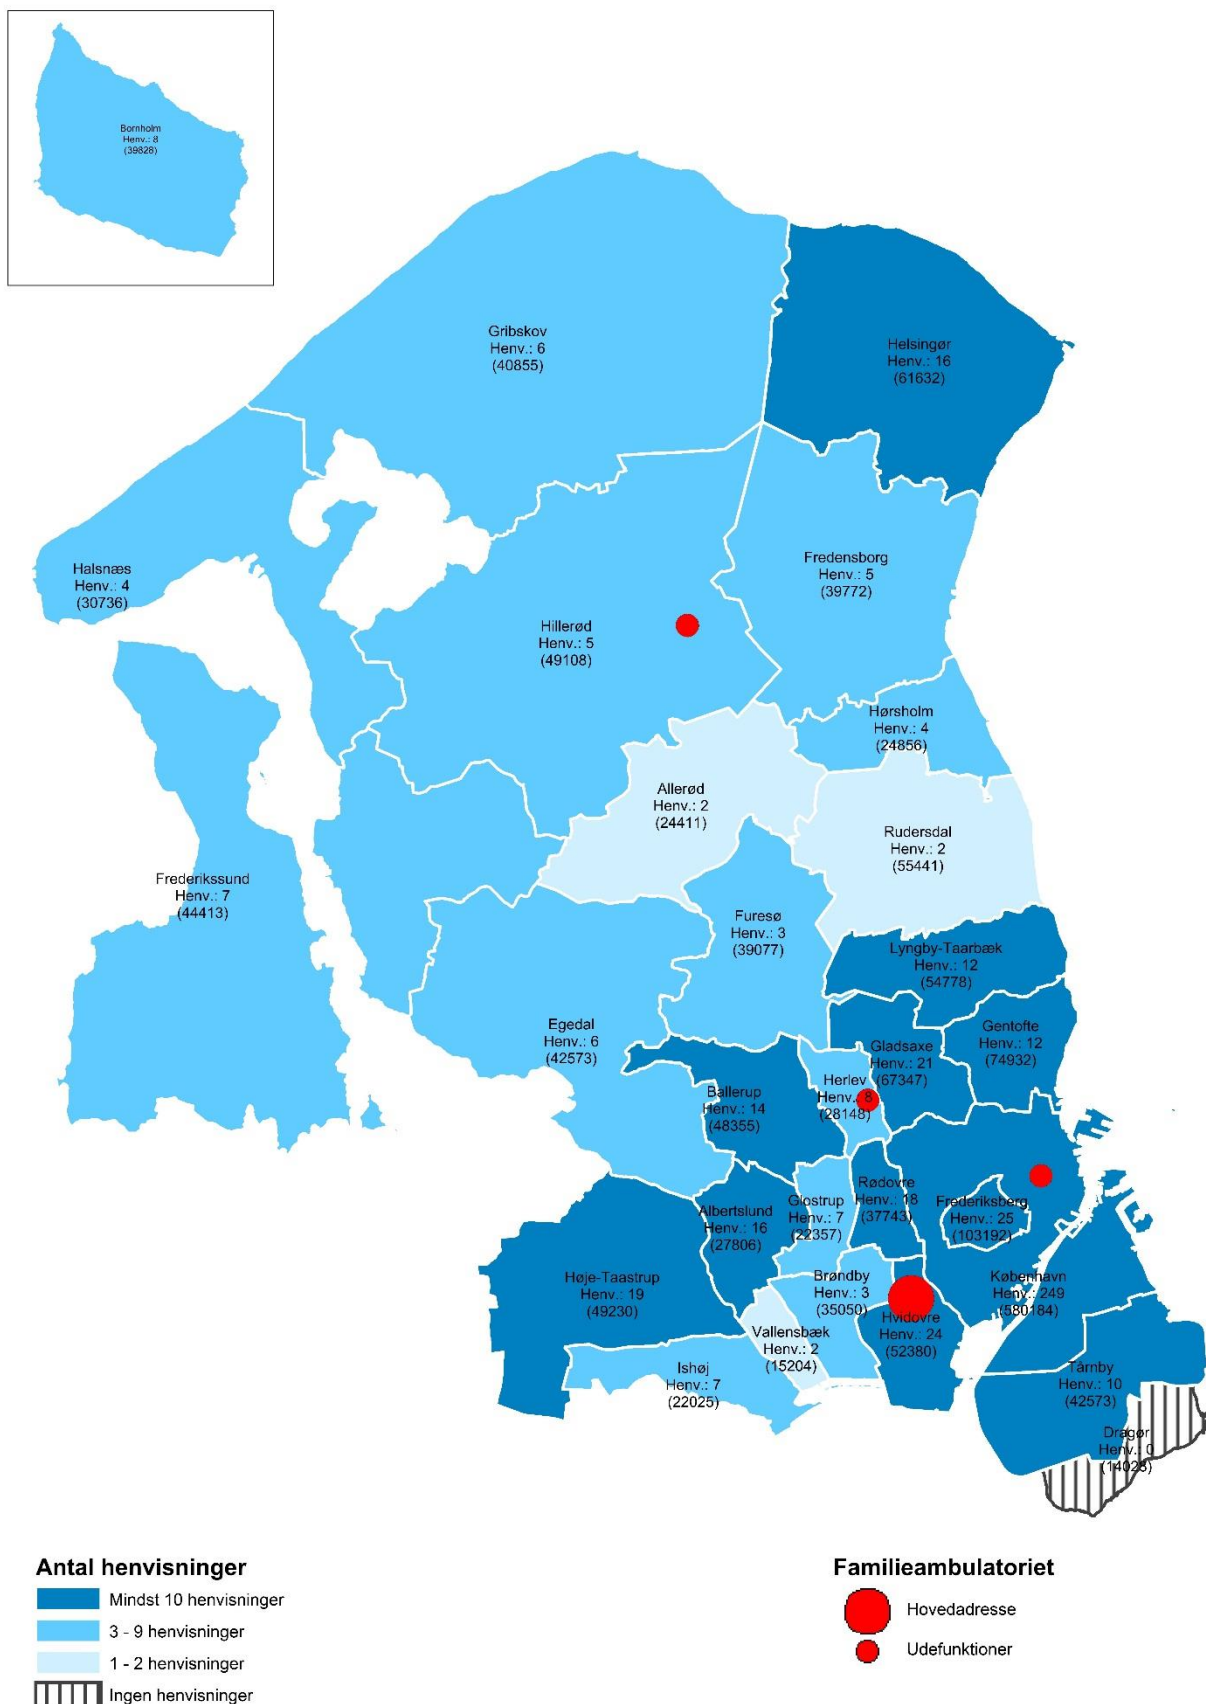 Bornholm
Henv.: 8
(39828)
Gribskov
Henv.: 6
(40855)
Helsingør
Henv.: 16
(61632)
Halsnæs
Henv.: 4
(30736)
Fredensborg
Henv.: 5
(39772)
Hillerød
Henv.: 5
(49108)
Hørsholm
Henv.: 4
(24856)
Allerød
Henv.: 2
(24411)
Rudersdal
Henv.: 2
(55441)
Frederikssund
Henv.: 7
(44413)
Furesø
Henv.: 3
(39077)
Lyngby-Taarbæk
Henv.: 12
(54778)
Egedal
Henv.: 6
(42573)
Gentofte
Henv.: 12
(74932)
Gladsaxe
Henv.: 21
(67347)
Herlev
Henv.: 8
(28148)
Ballerup
Henv.: 14
(48355)
Rødovre
Henv.: 18
(37743)
Glostrup
Henv.: 7
(22357)
Frederiksberg
Henv.: 25
(103192)
Albertslund
Henv.: 16
(27806)
Høje-Taastrup
Henv.: 19
(49230)
Brøndby
Henv.: 3
(35050)
København
Henv.: 249
(580184)
Hvidovre
Henv.: 24
(52380)
Vallensbæk
Henv.: 2
(15204)
Ishøj
Henv.: 7
(22025)
Tårnby
Henv.: 10
(42573)
Dragør
Henv.: 0
(14028)
Antal henvisninger
Mindst 10 henvisninger
3 - 9 henvisninger
1 - 2 henvisninger
Ingen henvisninger
Familieambulatoriet
Hovedadresse
Udefunktioner